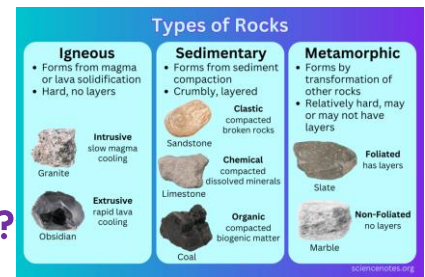 Types of Rocks
Igneous
• Forms from magma
or lava solidification
• Hard, no layers
Intrusive
slow magma
cooling
Granite
Extrusive
rapid lava
cooling
Obsidian
Sedimentary
• Forms from sediment
compaction
• Crumbly, layered
Clastic
compacted
broken rocks
Sandstone
Chemical
compacted
dissolved minerals
Limestone
Organic
compacted
biogenic matter
Coal
Metamorphic
• Forms by
transformation of
other rocks
• Relatively hard, may
or may not have
layers
Foliated
has layers
Slate
Non-Foliated
no layers
Marble
sciencenotes.org
?